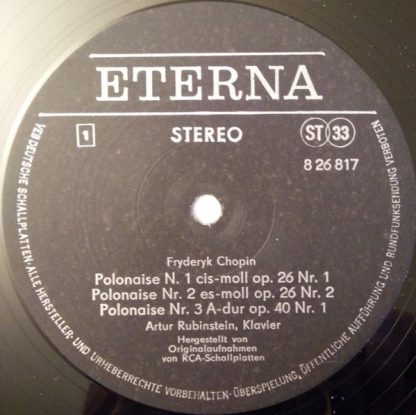 ETERNA
1
STEREO
ST 33
8 26 817
Fryderyk Chopin
Polonaise N. 1 cis-moll op. 26 Nr. 1
Polonaise Nr. 2 es-moll op. 26 Nr. 2
Polonaise Nr. 3 A-dur op. 40 Nr. 1
Artur Rubinstein, Klavier
Hergestellt von
Originalaufnahmen
von RCA-Schallplatten
VEB DEUTSCHE SCHALLPLATTEN · ALLE HERSTELLER- UND URHEBERRECHTE VORBEHALTEN · ÜBERSPIELUNG, ÖFFENTLICHE AUFFÜHRUNG UND RUNDFUNKSENDUNG VERBOTEN